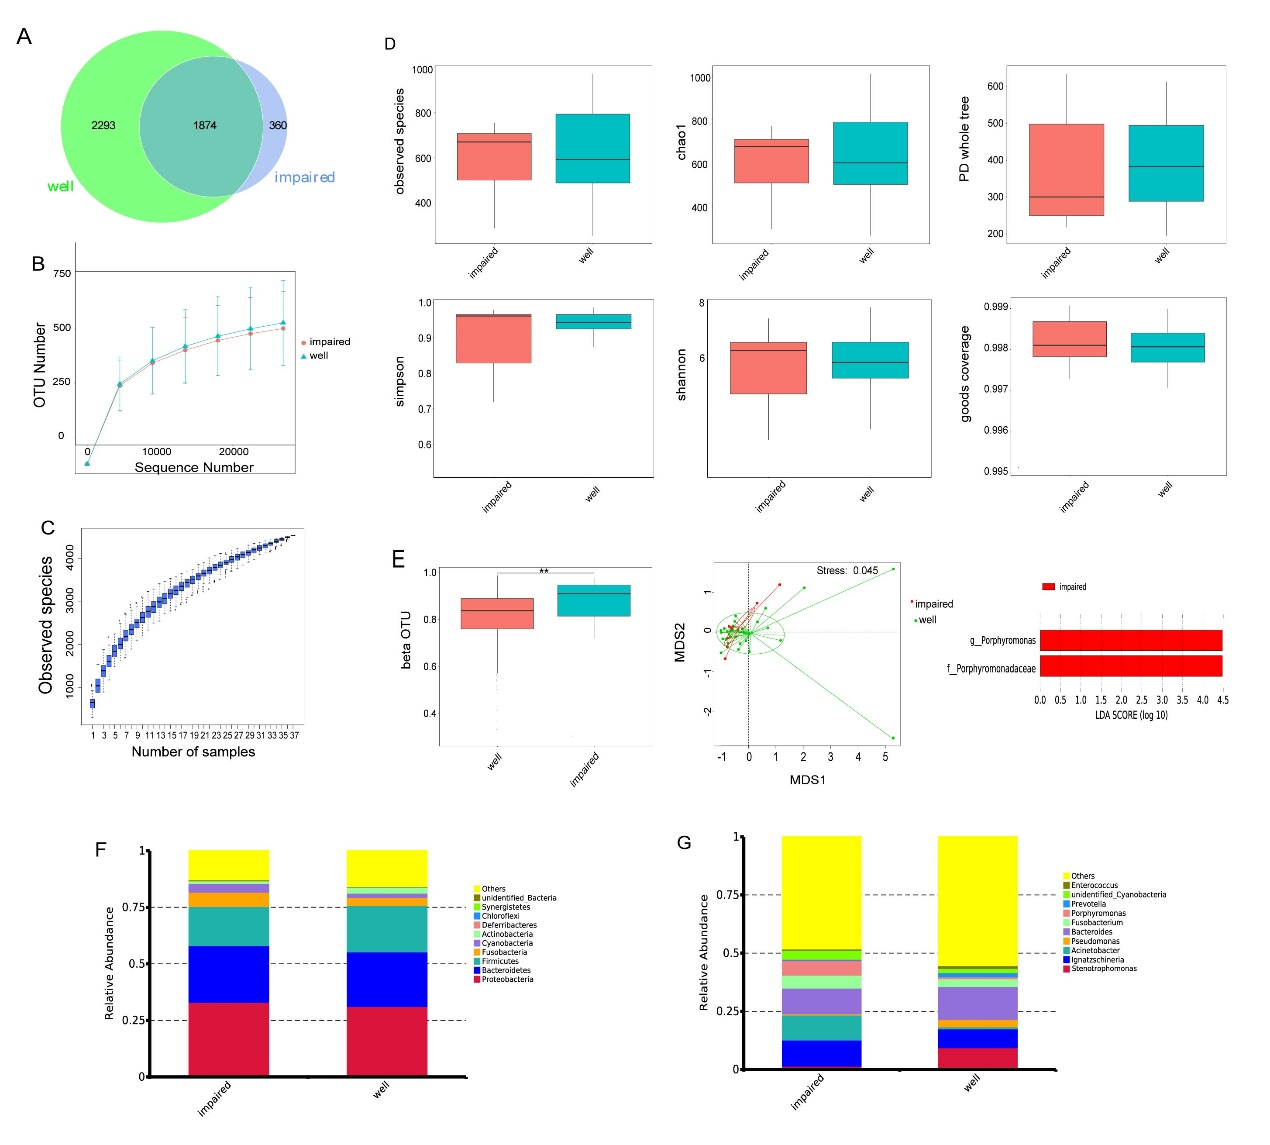 A
2293
1874
360
well
impaired
B
750
500
250
0
OTU Number
0
10000
20000
Sequence Number
impaired
well
C
4000
3000
2000
1000
Observed species
1 3 5 7 9 11 13 15 17 19 21 23 25 27 29 31 33 35 37
Number of samples
D
1000
800
600
400
observed species
impaired
well
1000
800
600
400
chao1
impaired
well
600
500
400
300
200
PD whole tree
impaired
well
1.0
0.9
0.8
0.7
0.6
simpson
impaired
well
8
6
shannon
impaired
well
0.999
0.998
0.997
0.996
0.995
goods coverage
impaired
well
E
1.0
0.8
0.6
0.4
beta OTU
**
well
impaired
Stress: 0.045
1
0
-1
-2
MDS2
-1 0 1 2 3 4 5
MDS1
impaired
well
impaired
g__Porphyromonas
f__Porphyromonadaceae
0.0 0.5 1.0 1.5 2.0 2.5 3.0 3.5 4.0 4.5
LDA SCORE (log 10)
F
1
0.75
0.5
0.25
0
Relative Abundance
impaired
well
Others
unidentified_Bacteria
Synergistetes
Chloroflexi
Deferribacteres
Actinobacteria
Cyanobacteria
Fusobacteria
Firmicutes
Bacteroidetes
Proteobacteria
G
1
0.75
0.5
0.25
0
Relative Abundance
impaired
well
Others
Enterococcus
unidentified_Cyanobacteria
Prevotella
Porphyromonas
Fusobacterium
Bacteroides
Pseudomonas
Acinetobacter
Ignatzschineria
Stenotrophomonas